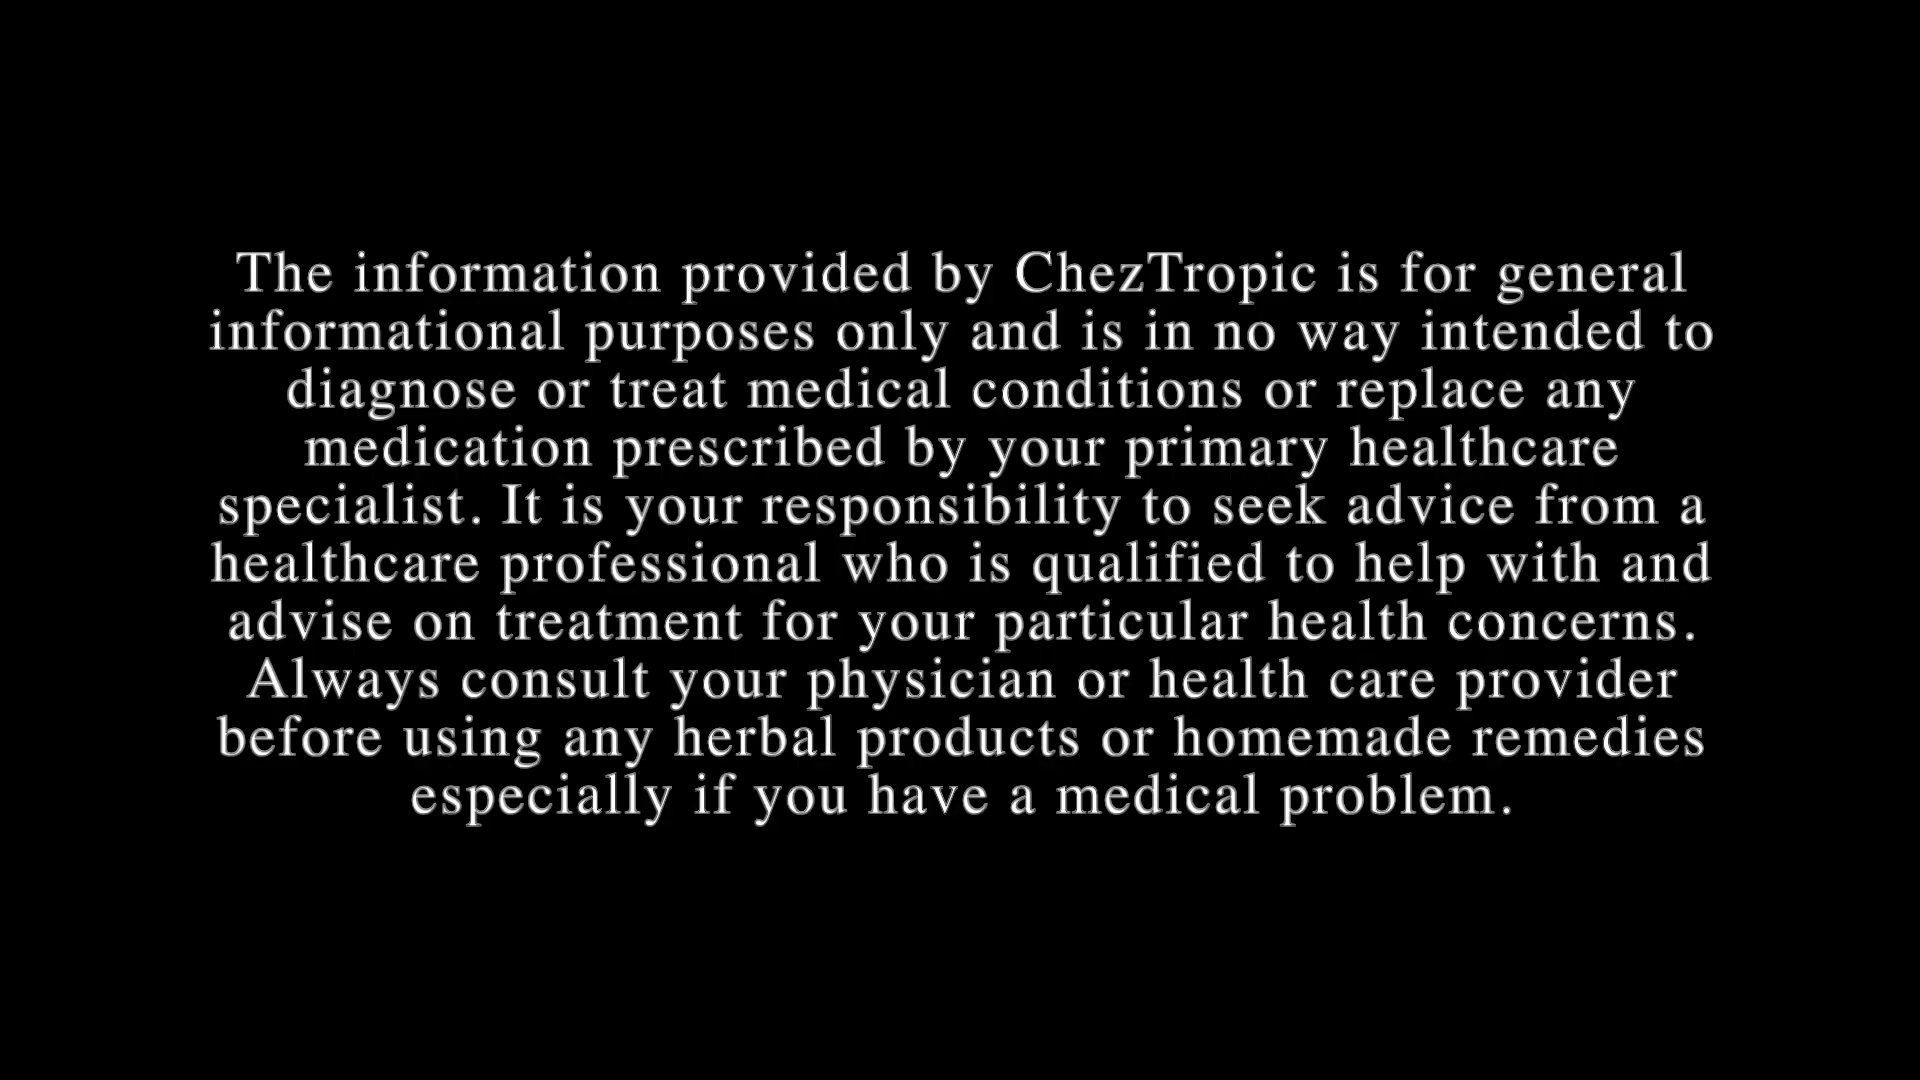 The information provided by ChezTropic is for general
informational purposes only and is in no way intended to
diagnose or treat medical conditions or replace any
medication prescribed by your primary healthcare
specialist. It is your responsibility to seek advice from a
healthcare professional who is qualified to help with and
advise on treatment for your particular health concerns.
Always consult your physician or health care provider
before using any herbal products or homemade remedies
especially if you have a medical problem.